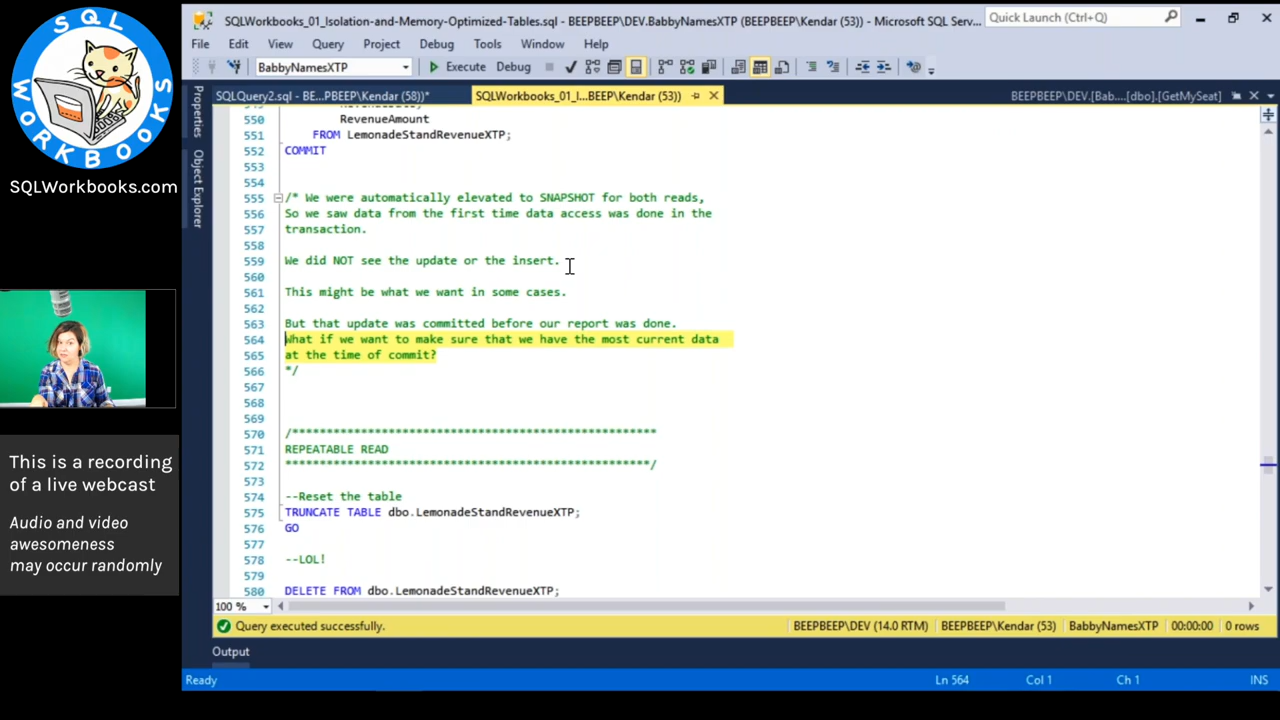 SQL
WORKBOOKS
SQLWorkbooks.com
This is a recording
of a live webcast
Audio and video
awesomeness
may occur randomly
SQLWorkbooks_01_Isolation-and-Memory-Optimized-Tables.sql - BEEPBEEP\DEV.BabbyNamesXTP (BEEPBEEP\Kendar (53)) - Microsoft SQL Serv...
Quick Launch (Ctrl+Q)
File Edit View Query Project Debug Tools Window Help
BabbyNamesXTP Execute Debug
SQLQuery2.sql - BE...PBEEP\Kendar (58))*
SQLWorkbooks_01_I...BEEP\Kendar (53))
BEEPBEEP\DEV.[Bab....[dbo].[GetMySeat]
Properties
Object Explorer
550 RevenueAmount
551 FROM LemonadeStandRevenueXTP;
552 COMMIT
553
554
555 /* We were automatically elevated to SNAPSHOT for both reads,
556 So we saw data from the first time data access was done in the
557 transaction.
558
559 We did NOT see the update or the insert.
560
561 This might be what we want in some cases.
562
563 But that update was committed before our report was done.
564 What if we want to make sure that we have the most current data
565 at the time of commit?
566 */
567
568
569
570 /***********************************************
571 REPEATABLE READ
572 ***********************************************/
573
574 --Reset the table
575 TRUNCATE TABLE dbo.LemonadeStandRevenueXTP;
576 GO
577
578 --LOL!
579
580 DELETE FROM dbo.LemonadeStandRevenueXTP;
100 %
Query executed successfully.
BEEPBEEP\DEV (14.0 RTM) BEEPBEEP\Kendar (53) BabbyNamesXTP 00:00:00 0 rows
Output
Ready Ln 564 Col 1 Ch 1 INS